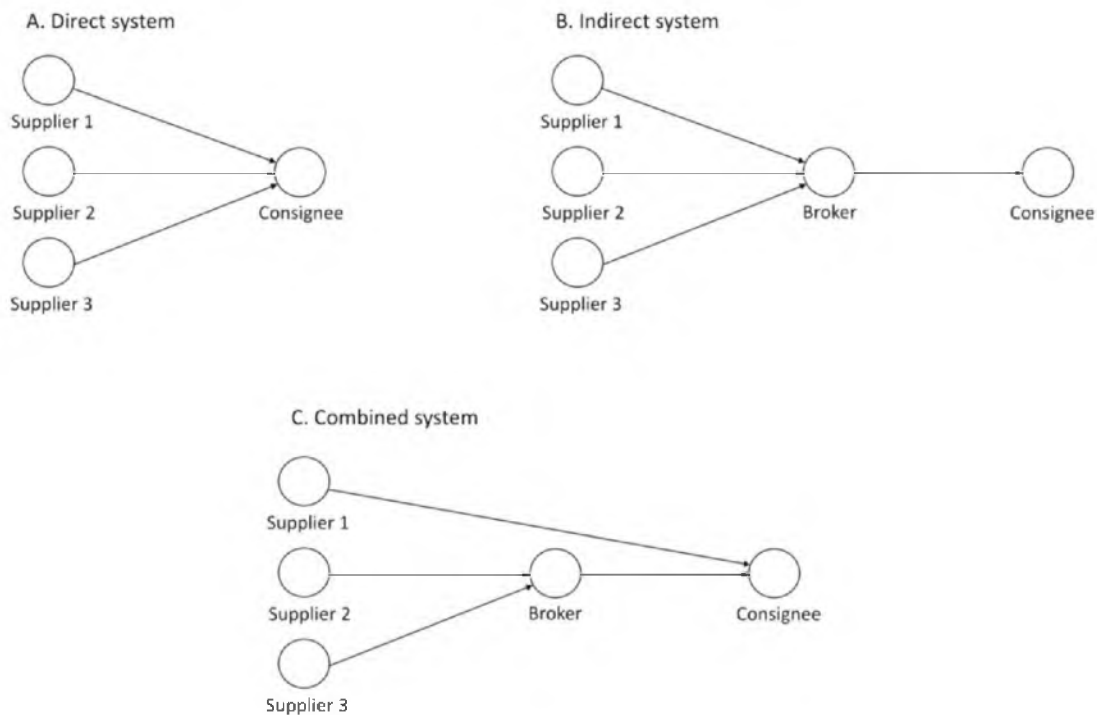 A. Direct system
Supplier 1
Supplier 2
Consignee
Supplier 3
B. Indirect system
Supplier 1
Supplier 2
Broker
Consignee
Supplier 3
C. Combined system
Supplier 1
Supplier 2
Broker
Consignee
Supplier 3